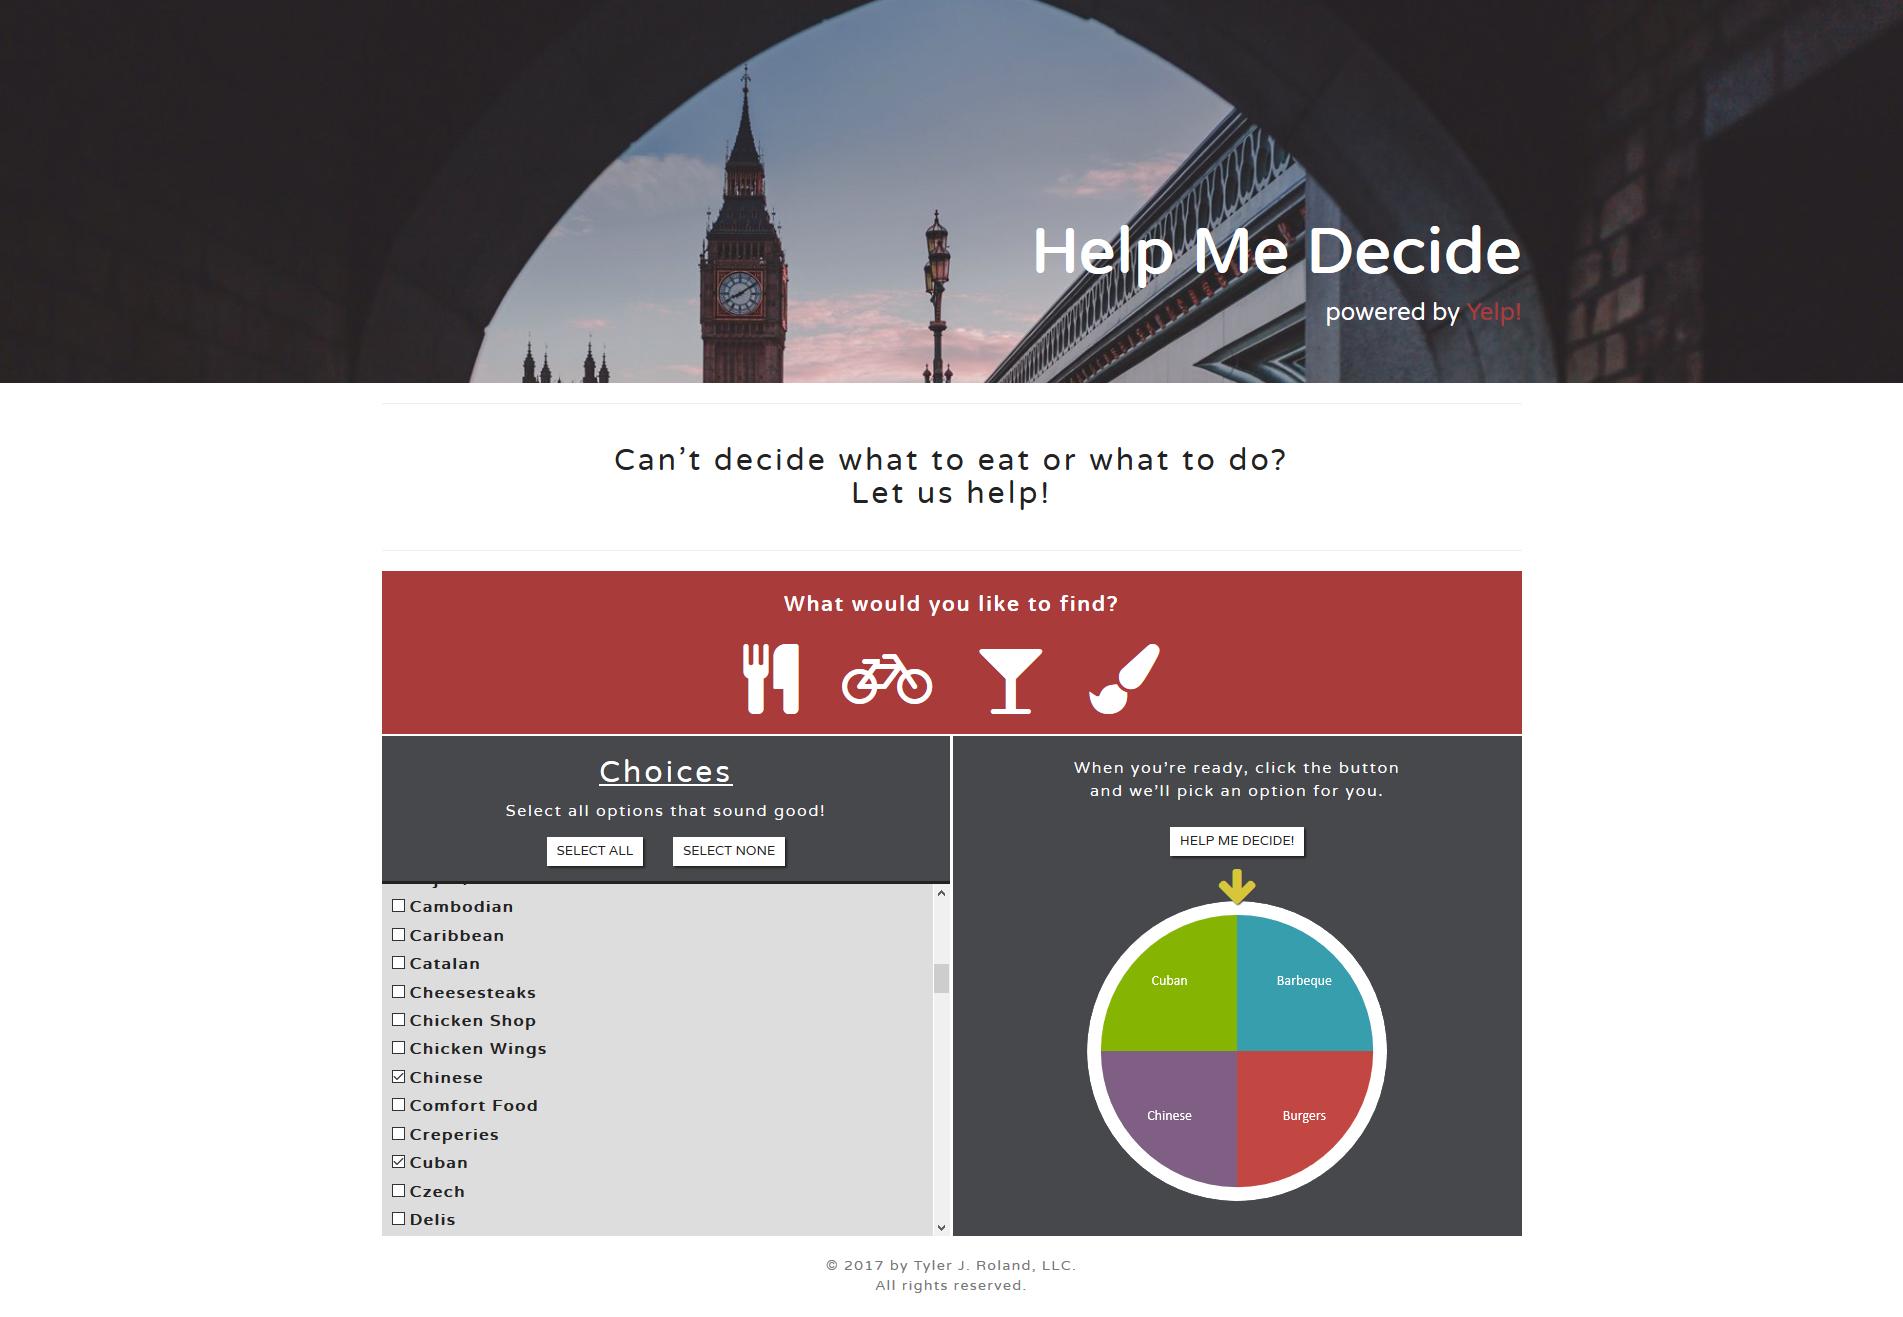 Help Me Decide
powered by Yelp!
Can't decide what to eat or what to do?
Let us help!
What would you like to find?
Choices
Select all options that sound good!
SELECT ALL
SELECT NONE
Cambodian
Caribbean
Catalan
Cheesesteaks
Chicken Shop
Chicken Wings
Chinese
Comfort Food
Creperies
Cuban
Czech
Delis
When you're ready, click the button
and we'll pick an option for you.
HELP ME DECIDE!
Cuban
Barbeque
Chinese
Burgers
© 2017 by Tyler J. Roland, LLC.
All rights reserved.